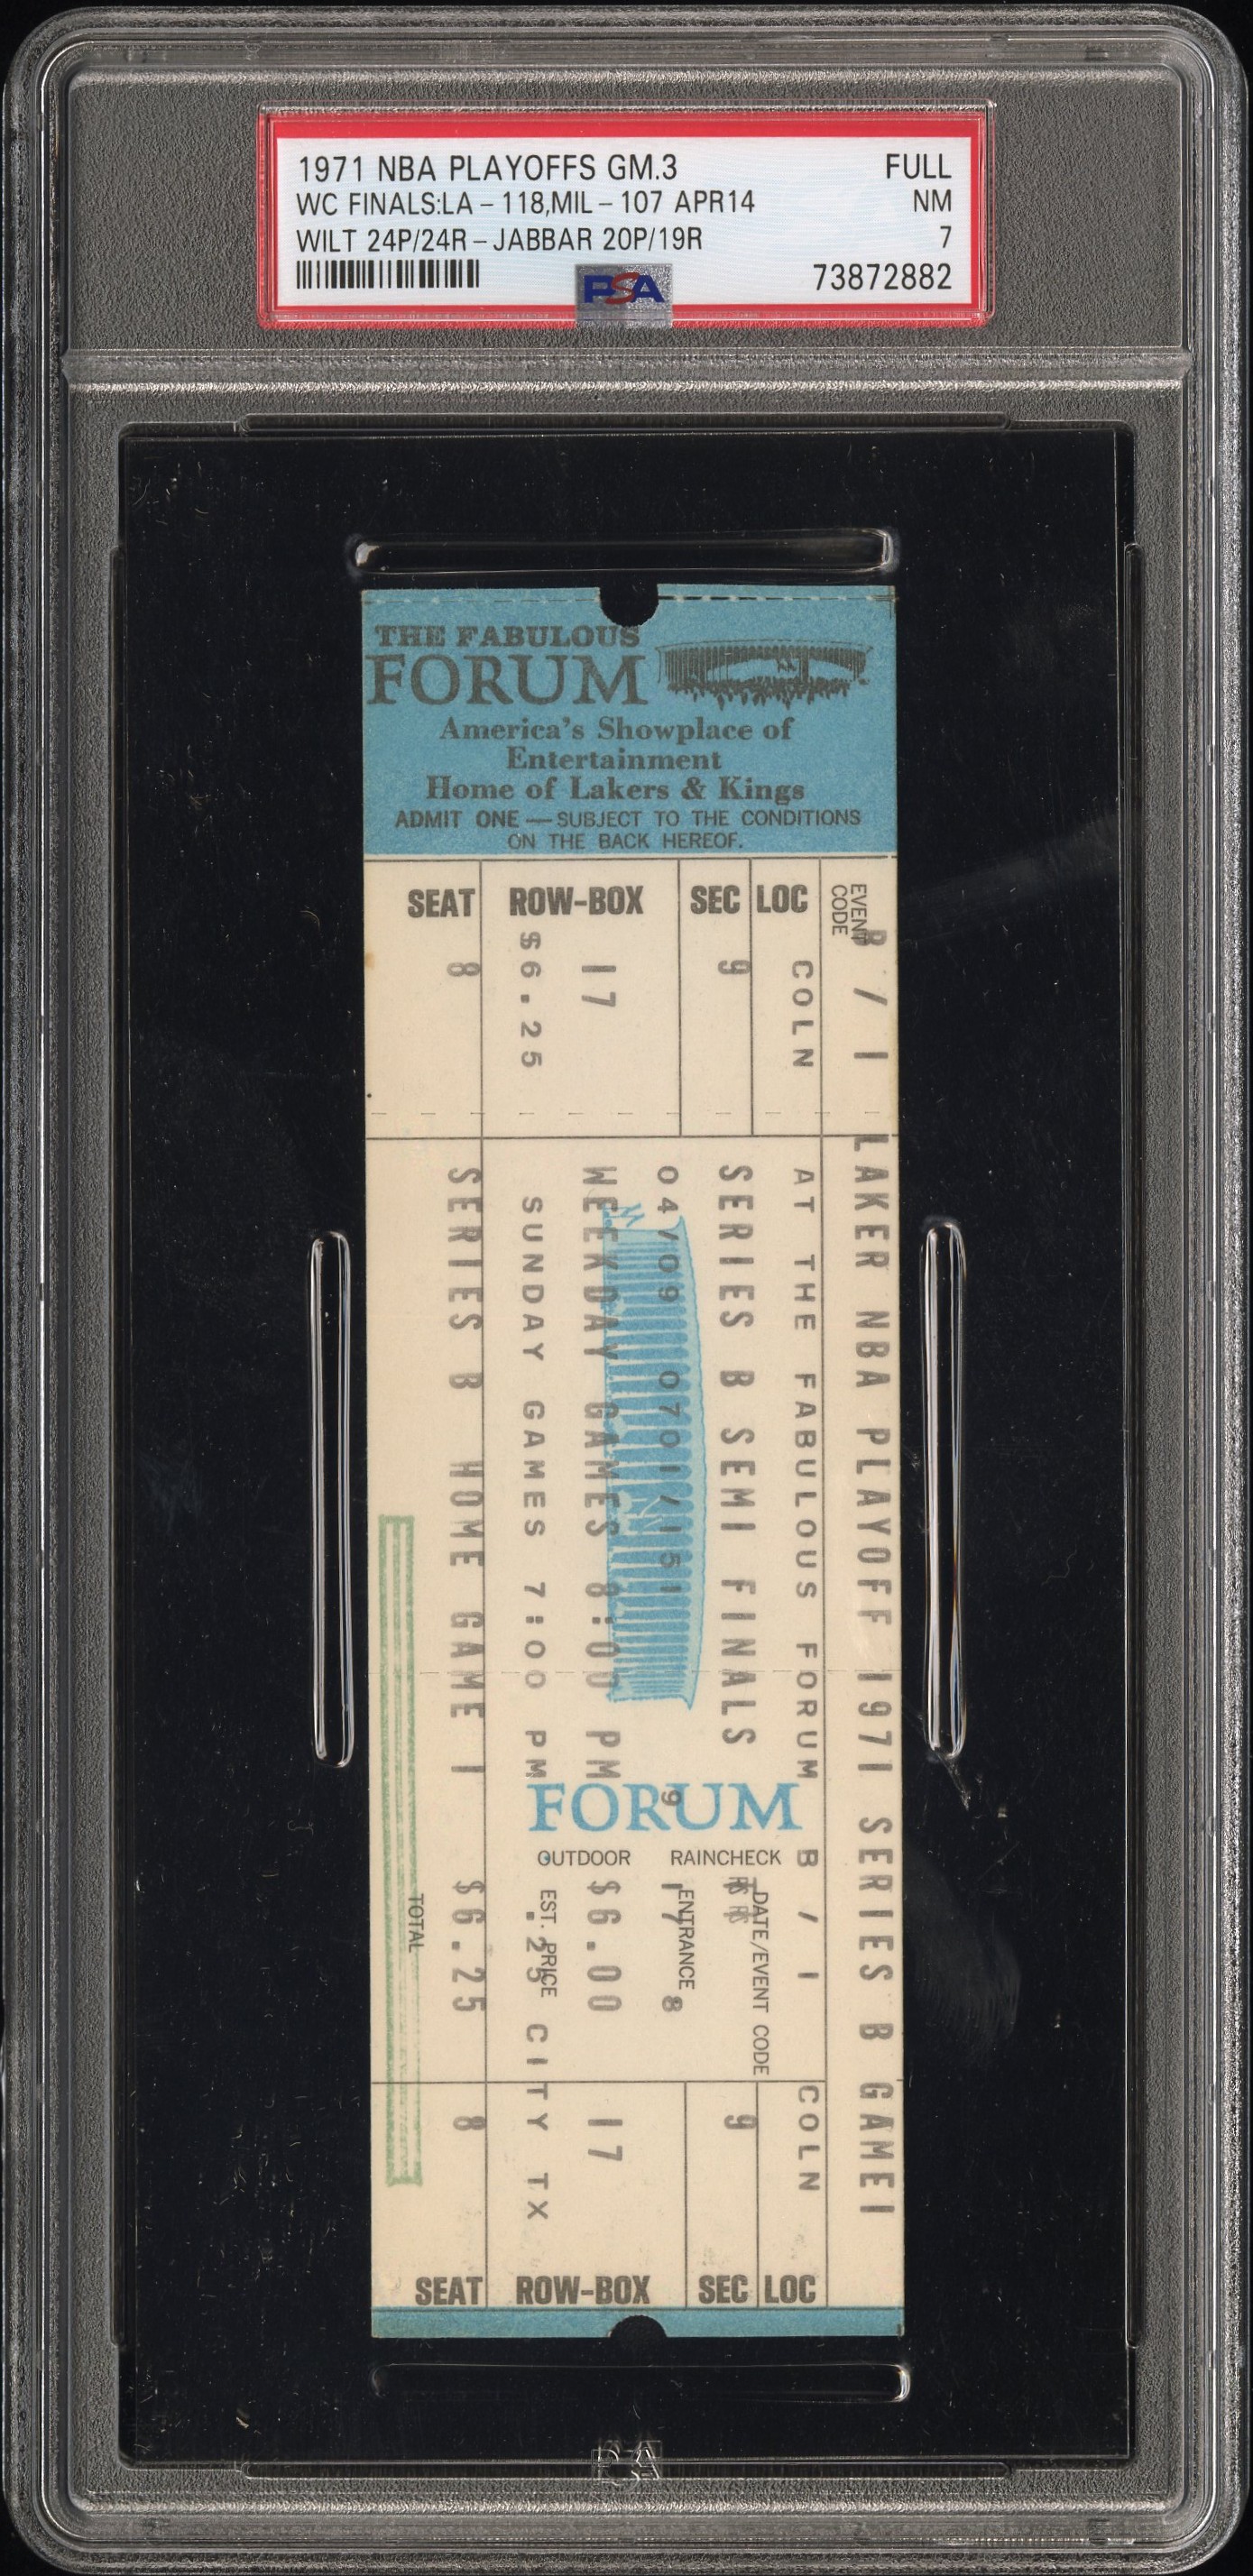 1971 NBA PLAYOFFS GM.3 FULL
WC FINALS:LA - 118,MIL - 107 APR14 NM
WILT 24P/24R - JABBAR 20P/19R 7
73872882
PSA
THE FABULOUS
FORUM
America's Showplace of
Entertainment
Home of Lakers & Kings
ADMIT ONE — SUBJECT TO THE CONDITIONS
ON THE BACK HEREOF.
SEAT ROW-BOX SEC LOC EVENT CODE
8 17 9 COLN B/1
$6.25
LAKER NBA PLAYOFF 1971 SERIES B GAME1
AT THE FABULOUS FORUM
SERIES B SEMI FINALS
04/09 0701/151
WEEKDAY GAMES 8:00 PM
SUNDAY GAMES 7:00 PM
SERIES B HOME GAME 1
FORUM
OUTDOOR RAINCHECK
B/1 COLN
DATE/EVENT CODE
9
ENTRANCE
17 8
$6.00
EST. PRICE
.25 CITY TX
$6.25
TOTAL
8 17 9
SEAT ROW-BOX SEC LOC